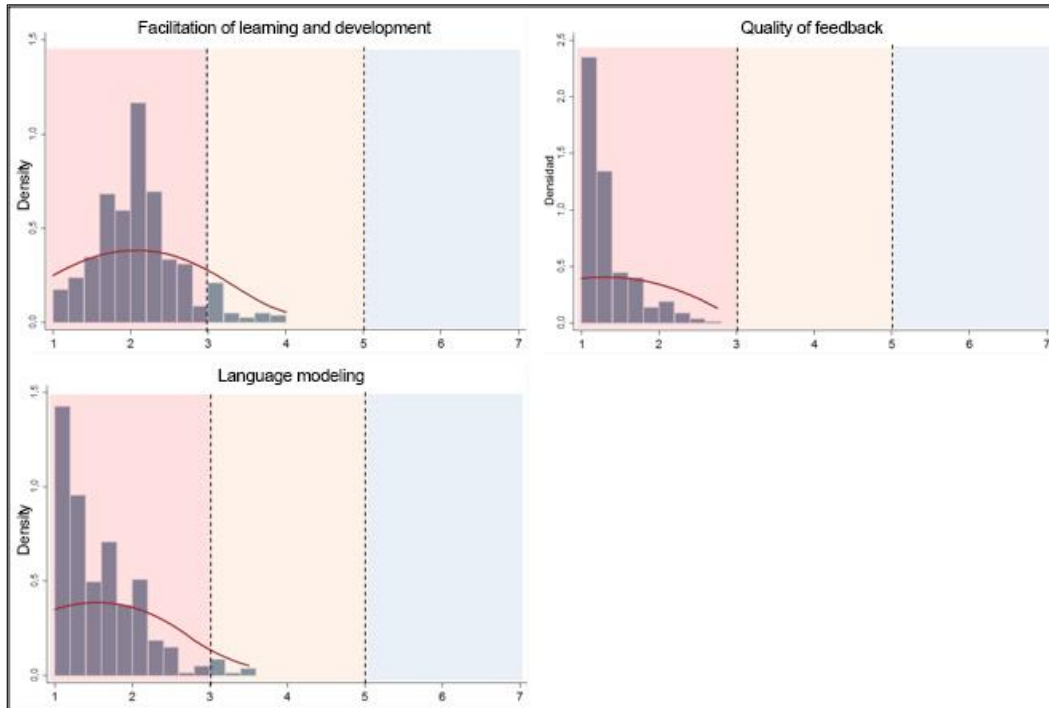 Facilitation of learning and development
1.5
1.0
0.5
0.0
Density
1 2 3 4 5 6 7
Quality of feedback
2.5
2.0
1.5
1.0
0.5
0.0
Densidad
1 2 3 4 5 6 7
Language modeling
1.5
1.0
0.5
0.0
Density
1 2 3 4 5 6 7